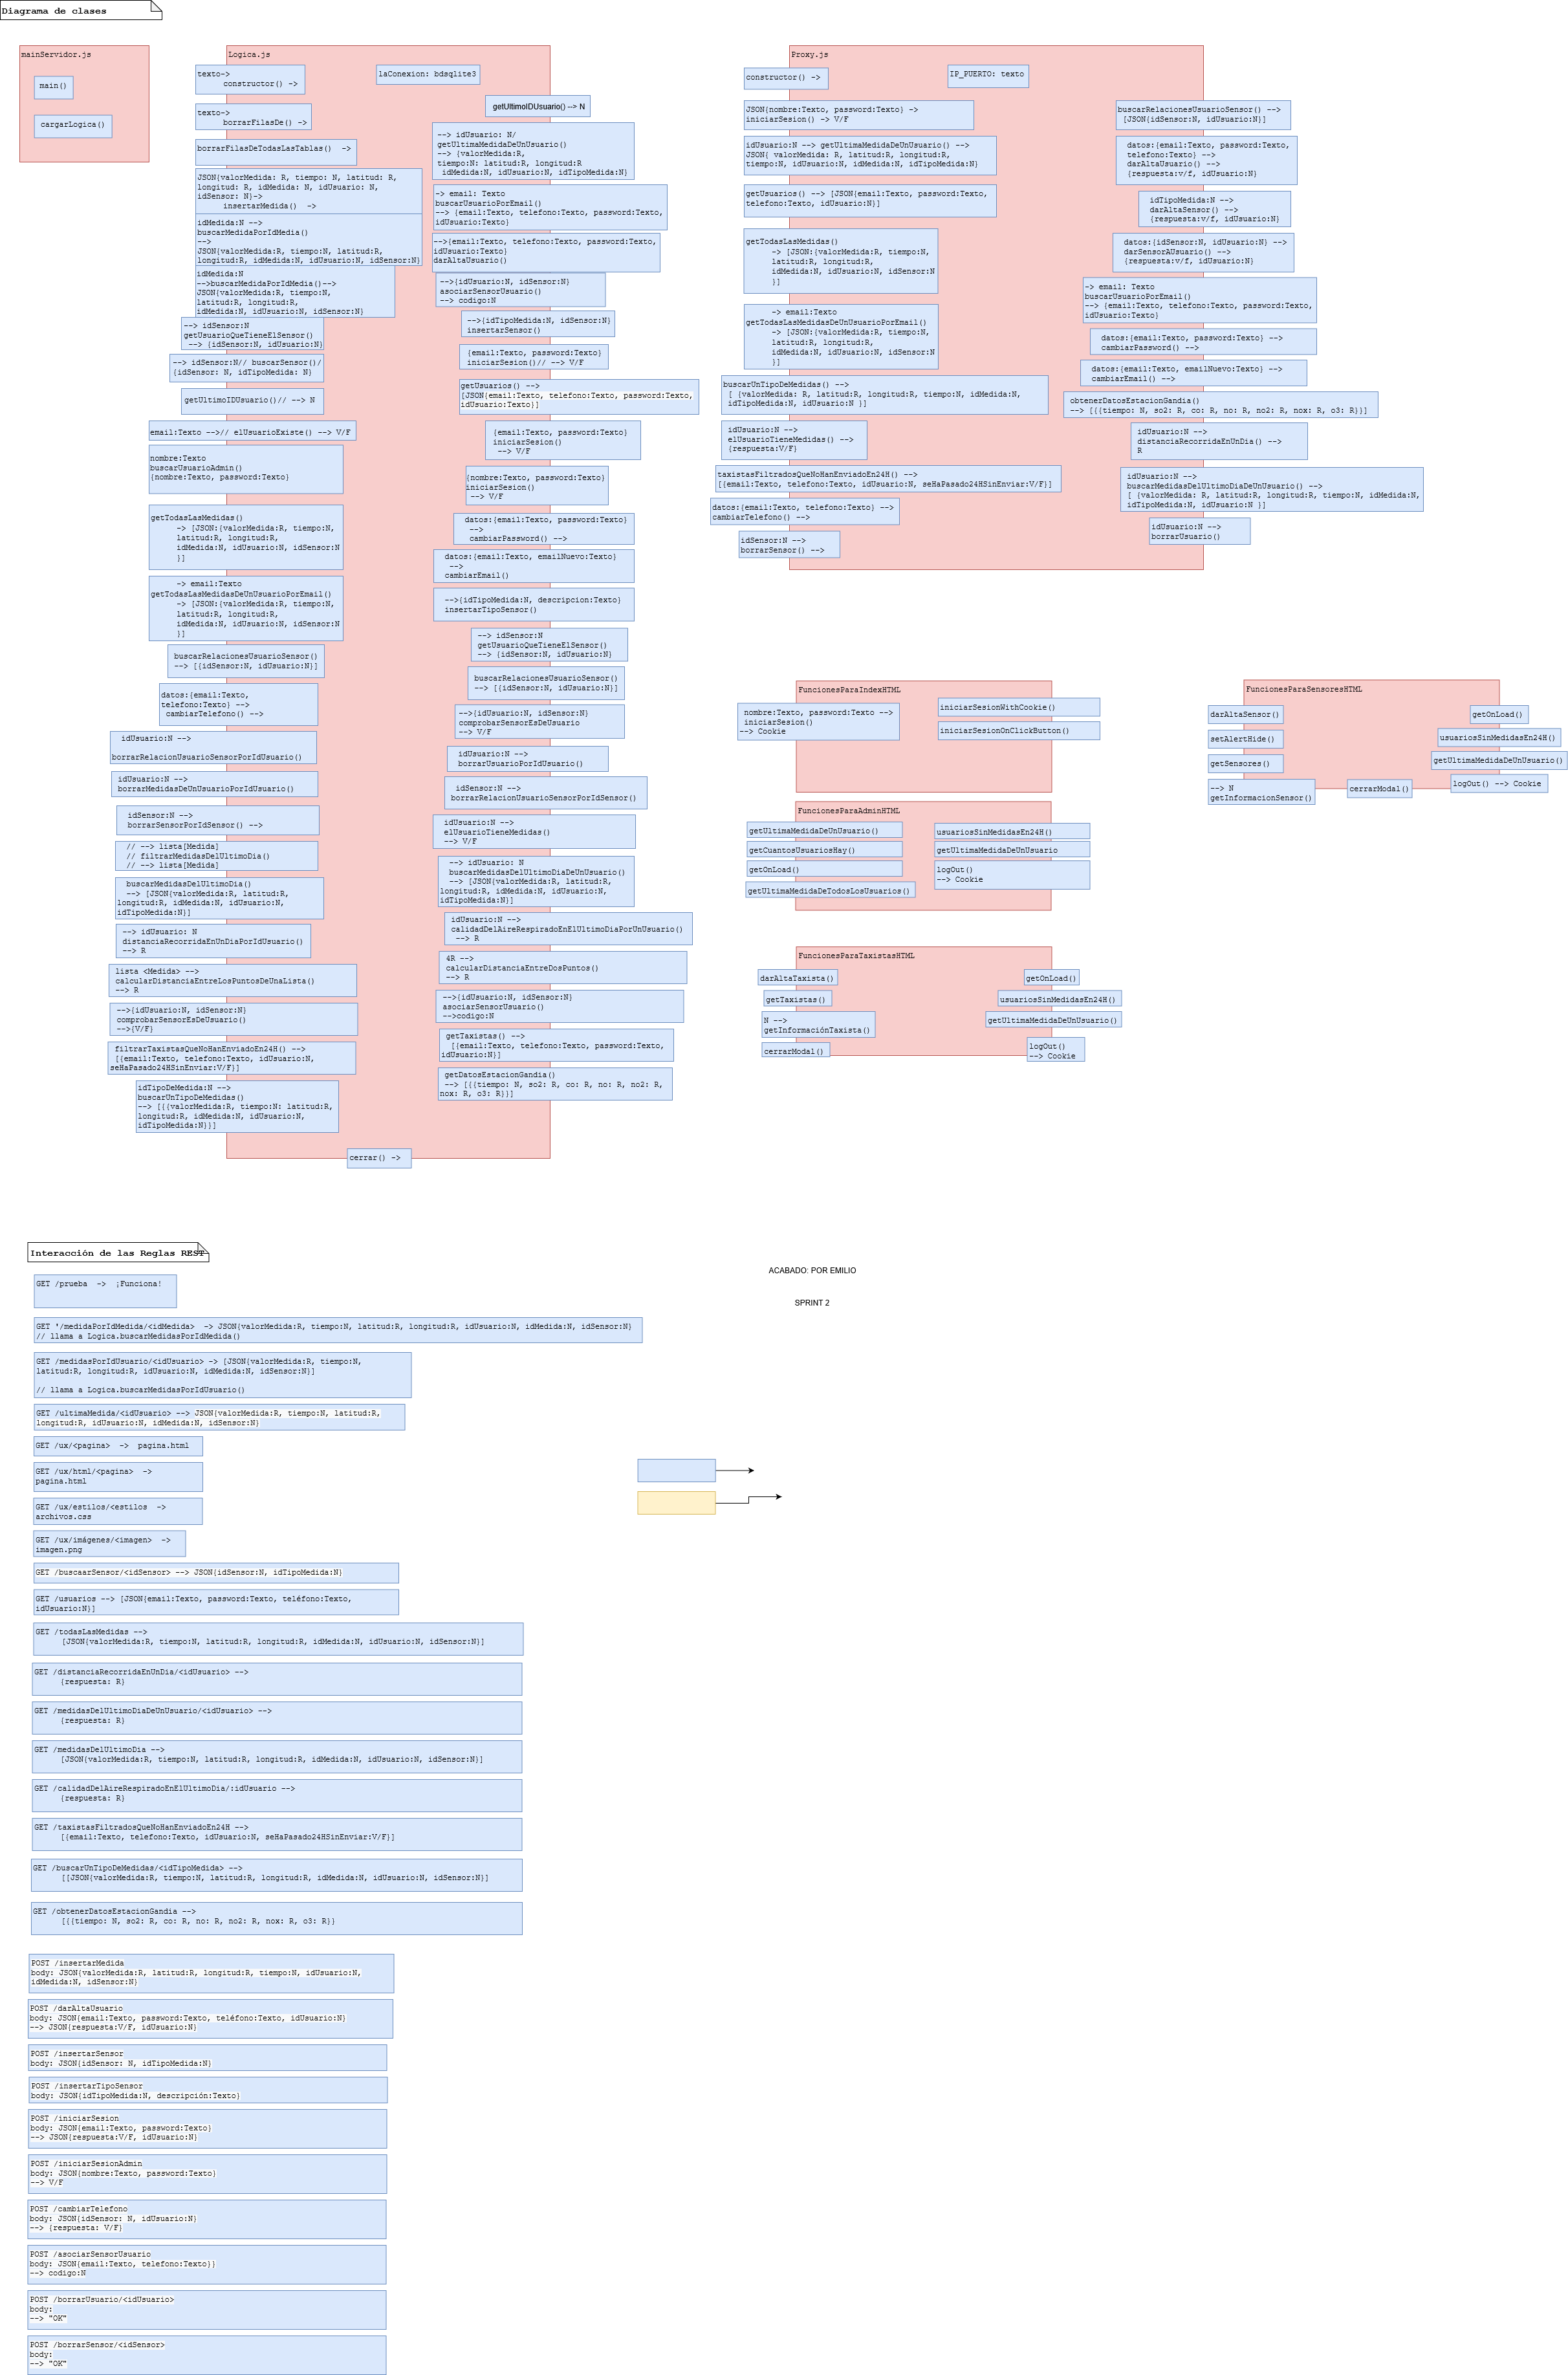 Diagrama de clases
mainServidor.js
main()
cargarLogica()
Logica.js
texto->
constructor() ->
laConexion: bdsqlite3
texto->
borrarFilasDe() ->
borrarFilasDeTodasLasTablas()  ->
JSON{valorMedida: R, tiempo: N, latitud: R,
longitud: R, idMedida: N, idUsuario: N,
idSensor: N}->
insertarMedida()  ->
idMedida:N -->
buscarMedidaPorIdMedia()
-->
JSON{valorMedida:R, tiempo:N, latitud:R,
longitud:R, idMedida:N, idUsuario:N, idSensor:N}
idMedida:N
-->buscarMedidaPorIdMedia()-->
JSON{valorMedida:R, tiempo:N,
latitud:R, longitud:R,
idMedida:N, idUsuario:N, idSensor:N}
--> idSensor:N
getUsuarioQueTieneElSensor()
--> {idSensor:N, idUsuario:N}
--> idSensor:N// buscarSensor()/
{idSensor: N, idTipoMedida: N}
getUltimoIDUsuario()// --> N
email:Texto -->// elUsuarioExiste() --> V/F
nombre:Texto
buscarUsuarioAdmin()
{nombre:Texto, password:Texto}
getTodasLasMedidas()
-> [JSON:{valorMedida:R, tiempo:N,
latitud:R, longitud:R,
idMedida:N, idUsuario:N, idSensor:N
}]
-> email:Texto
getTodasLasMedidasDeUnUsuarioPorEmail()
-> [JSON:{valorMedida:R, tiempo:N,
latitud:R, longitud:R,
idMedida:N, idUsuario:N, idSensor:N
}]
buscarRelacionesUsuarioSensor()
--> [{idSensor:N, idUsuario:N}]
datos:{email:Texto,
telefono:Texto} -->
cambiarTelefono() -->
idUsuario:N -->
borrarRelacionUsuarioSensorPorIdUsuario()
idUsuario:N -->
borrarMedidasDeUnUsuarioPorIdUsuario()
idSensor:N -->
borrarSensorPorIdSensor() -->
// --> lista[Medida]
// filtrarMedidasDelUltimoDia()
// --> lista[Medida]
buscarMedidasDelUltimoDia()
--> [JSON{valorMedida:R, latitud:R,
longitud:R, idMedida:N, idUsuario:N,
idTipoMedida:N}]
--> idUsuario: N
distanciaRecorridaEnUnDiaPorIdUsuario()
--> R
lista <Medida> -->
calcularDistanciaEntreLosPuntosDeUnaLista()
--> R
-->{idUsuario:N, idSensor:N}
comprobarSensorEsDeUsuario()
-->{V/F}
filtrarTaxistasQueNoHanEnviadoEn24H() -->
[{email:Texto, telefono:Texto, idUsuario:N,
seHaPasado24HSinEnviar:V/F}]
idTipoDeMedida:N -->
buscarUnTipoDeMedidas()
--> [{{valorMedida:R, tiempo:N: latitud:R,
longitud:R, idMedida:N, idUsuario:N,
idTipoMedida:N}}]
cerrar() ->
getUltimoIDUsuario() --> N
--> idUsuario: N/
getUltimaMedidaDeUnUsuario()
--> {valorMedida:R,
tiempo:N: latitud:R, longitud:R
idMedida:N, idUsuario:N, idTipoMedida:N}
-> email: Texto
buscarUsuarioPorEmail()
--> {email:Texto, telefono:Texto, password:Texto,
idUsuario:Texto}
-->{email:Texto, telefono:Texto, password:Texto,
idUsuario:Texto}
darAltaUsuario()
-->{idUsuario:N, idSensor:N}
asociarSensorUsuario()
--> codigo:N
-->{idTipoMedida:N, idSensor:N}
insertarSensor()
{email:Texto, password:Texto}
iniciarSesion()// --> V/F
getUsuarios() -->
[JSON{email:Texto, telefono:Texto, password:Texto,
idUsuario:Texto}]
{email:Texto, password:Texto}
iniciarSesion()
--> V/F
{nombre:Texto, password:Texto}
iniciarSesion()
--> V/F
datos:{email:Texto, password:Texto}
-->
cambiarPassword() -->
datos:{email:Texto, emailNuevo:Texto}
-->
cambiarEmail()
-->{idTipoMedida:N, descripcion:Texto}
insertarTipoSensor()
--> idSensor:N
getUsuarioQueTieneElSensor()
--> {idSensor:N, idUsuario:N}
buscarRelacionesUsuarioSensor()
--> [{idSensor:N, idUsuario:N}]
-->{idUsuario:N, idSensor:N}
comprobarSensorEsDeUsuario
--> V/F
idUsuario:N -->
borrarUsuarioPorIdUsuario()
idSensor:N -->
borrarRelacionUsuarioSensorPorIdSensor()
idUsuario:N -->
elUsuarioTieneMedidas()
--> V/F
--> idUsuario: N
buscarMedidasDelUltimoDiaDeUnUsuario()
--> [JSON{valorMedida:R, latitud:R,
longitud:R, idMedida:N, idUsuario:N,
idTipoMedida:N}]
idUsuario:N -->
calidadDelAireRespiradoEnElUltimoDiaPorUnUsuario()
--> R
4R -->
calcularDistanciaEntreDosPuntos()
--> R
-->{idUsuario:N, idSensor:N}
asociarSensorUsuario()
-->codigo:N
getTaxistas() -->
[{email:Texto, telefono:Texto, password:Texto,
idUsuario:N}]
getDatosEstacionGandia()
--> [{{tiempo: N, so2: R, co: R, no: R, no2: R,
nox: R, o3: R}}]
Proxy.js
constructor() ->
IP_PUERTO: texto
JSON{nombre:Texto, password:Texto} ->
iniciarSesion() -> V/F
idUsuario:N --> getUltimaMedidaDeUnUsuario() -->
JSON{ valorMedida: R, latitud:R, longitud:R,
tiempo:N, idUsuario:N, idMedida:N, idTipoMedida:N}
getUsuarios() --> [JSON{email:Texto, password:Texto,
telefono:Texto, idUsuario:N}]
getTodasLasMedidas()
-> [JSON:{valorMedida:R, tiempo:N,
latitud:R, longitud:R,
idMedida:N, idUsuario:N, idSensor:N
}]
-> email:Texto
getTodasLasMedidasDeUnUsuarioPorEmail()
-> [JSON:{valorMedida:R, tiempo:N,
latitud:R, longitud:R,
idMedida:N, idUsuario:N, idSensor:N
}]
buscarUnTipoDeMedidas() -->
[ {valorMedida: R, latitud:R, longitud:R, tiempo:N, idMedida:N,
idTipoMedida:N, idUsuario:N }]
idUsuario:N -->
elUsuarioTieneMedidas() -->
{respuesta:V/F}
taxistasFiltradosQueNoHanEnviadoEn24H() -->
[{email:Texto, telefono:Texto, idUsuario:N, seHaPasado24HSinEnviar:V/F}]
datos:{email:Texto, telefono:Texto} -->
cambiarTelefono() -->
idSensor:N -->
borrarSensor() -->
buscarRelacionesUsuarioSensor() -->
[JSON{idSensor:N, idUsuario:N}]
datos:{email:Texto, password:Texto,
telefono:Texto} -->
darAltaUsuario() -->
{respuesta:v/f, idUsuario:N}
idTipoMedida:N -->
darAltaSensor() -->
{respuesta:v/f, idUsuario:N}
datos:{idSensor:N, idUsuario:N} -->
darSensorAUsuario() -->
{respuesta:v/f, idUsuario:N}
-> email: Texto
buscarUsuarioPorEmail()
--> {email:Texto, telefono:Texto, password:Texto,
idUsuario:Texto}
datos:{email:Texto, password:Texto} -->
cambiarPassword() -->
datos:{email:Texto, emailNuevo:Texto} -->
cambiarEmail() -->
obtenerDatosEstacionGandia()
--> [{{tiempo: N, so2: R, co: R, no: R, no2: R, nox: R, o3: R}}]
idUsuario:N -->
distanciaRecorridaEnUnDia() -->
R
idUsuario:N -->
buscarMedidasDelUltimoDiaDeUnUsuario() -->
[ {valorMedida: R, latitud:R, longitud:R, tiempo:N, idMedida:N,
idTipoMedida:N, idUsuario:N }]
idUsuario:N -->
borrarUsuario()
FuncionesParaIndexHTML
nombre:Texto, password:Texto -->
iniciarSesion()
--> Cookie
iniciarSesionWithCookie()
iniciarSesionOnClickButton()
FuncionesParaSensoresHTML
darAltaSensor()
setAlertHide()
getSensores()
--> N
getInformacionSensor()
cerrarModal()
getOnLoad()
usuariosSinMedidasEn24H()
getUltimaMedidaDeUnUsuario()
logOut() --> Cookie
FuncionesParaAdminHTML
getUltimaMedidaDeUnUsuario()
getCuantosUsuariosHay()
getOnLoad()
getUltimaMedidaDeTodosLosUsuarios()
usuariosSinMedidasEn24H()
getUltimaMedidaDeUnUsuario
logOut()
--> Cookie
FuncionesParaTaxistasHTML
darAltaTaxista()
getTaxistas()
N -->
getInformaciónTaxista()
cerrarModal()
getOnLoad()
usuariosSinMedidasEn24H()
getUltimaMedidaDeUnUsuario()
logOut()
--> Cookie
Interacción de las Reglas REST
ACABADO: POR EMILIO
SPRINT 2
GET /prueba  ->  ¡Funciona!
GET '/medidaPorIdMedida/<idMedida>  -> JSON{valorMedida:R, tiempo:N, latitud:R, longitud:R, idUsuario:N, idMedida:N, idSensor:N}
// llama a Logica.buscarMedidasPorIdMedida()
GET /medidasPorIdUsuario/<idUsuario> -> [JSON{valorMedida:R, tiempo:N,
latitud:R, longitud:R, idUsuario:N, idMedida:N, idSensor:N}]
// llama a Logica.buscarMedidasPorIdUsuario()
GET /ultimaMedida/<idUsuario> --> JSON{valorMedida:R, tiempo:N, latitud:R,
longitud:R, idUsuario:N, idMedida:N, idSensor:N}
GET /ux/<pagina>  ->  pagina.html
GET /ux/html/<pagina>  ->
pagina.html
GET /ux/estilos/<estilos  ->
archivos.css
GET /ux/imágenes/<imagen>  ->
imagen.png
GET /buscaarSensor/<idSensor> --> JSON{idSensor:N, idTipoMedida:N}
GET /usuarios --> [JSON{email:Texto, password:Texto, teléfono:Texto,
idUsuario:N}]
GET /todasLasMedidas -->
[JSON{valorMedida:R, tiempo:N, latitud:R, longitud:R, idMedida:N, idUsuario:N, idSensor:N}]
GET /distanciaRecorridaEnUnDia/<idUsuario> -->
{respuesta: R}
GET /medidasDelUltimoDiaDeUnUsuario/<idUsuario> -->
{respuesta: R}
GET /medidasDelUltimoDia -->
[JSON{valorMedida:R, tiempo:N, latitud:R, longitud:R, idMedida:N, idUsuario:N, idSensor:N}]
GET /calidadDelAireRespiradoEnElUltimoDia/:idUsuario -->
{respuesta: R}
GET /taxistasFiltradosQueNoHanEnviadoEn24H -->
[{email:Texto, telefono:Texto, idUsuario:N, seHaPasado24HSinEnviar:V/F}]
GET /buscarUnTipoDeMedidas/<idTipoMedida> -->
[[JSON{valorMedida:R, tiempo:N, latitud:R, longitud:R, idMedida:N, idUsuario:N, idSensor:N}]
GET /obtenerDatosEstacionGandia -->
[{{tiempo: N, so2: R, co: R, no: R, no2: R, nox: R, o3: R}}
POST /insertarMedida
body: JSON{valorMedida:R, latitud:R, longitud:R, tiempo:N, idUsuario:N,
idMedida:N, idSensor:N}
POST /darAltaUsuario
body: JSON{email:Texto, password:Texto, teléfono:Texto, idUsuario:N}
--> JSON{respuesta:V/F, idUsuario:N}
POST /insertarSensor
body: JSON{idSensor: N, idTipoMedida:N}
POST /insertarTipoSensor
body: JSON{idTipoMedida:N, descripción:Texto}
POST /iniciarSesion
body: JSON{email:Texto, password:Texto}
--> JSON{respuesta:V/F, idUsuario:N}
POST /iniciarSesionAdmin
body: JSON{nombre:Texto, password:Texto}
--> V/F
POST /cambiarTelefono
body: JSON{idSensor: N, idUsuario:N}
--> {respuesta: V/F}
POST /asociarSensorUsuario
body: JSON{email:Texto, telefono:Texto}}
--> codigo:N
POST /borrarUsuario/<idUsuario>
body:
--> "OK"
POST /borrarSensor/<idSensor>
body:
--> "OK"